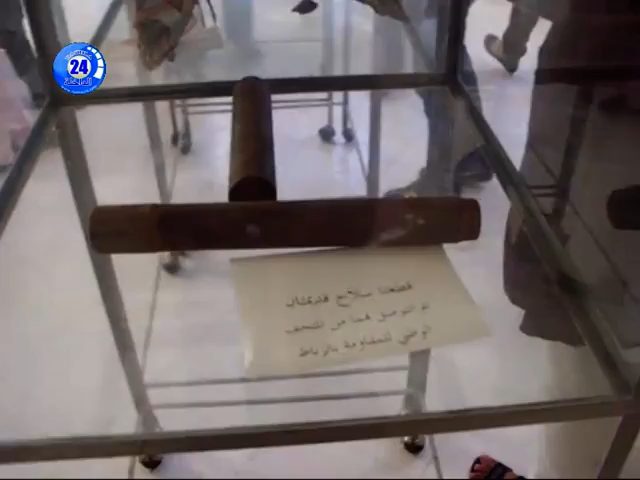 24
قطعتا سلاح قديمتان
تم التوصل بهما من المتحف
الوطني للمقاومة بالرباط